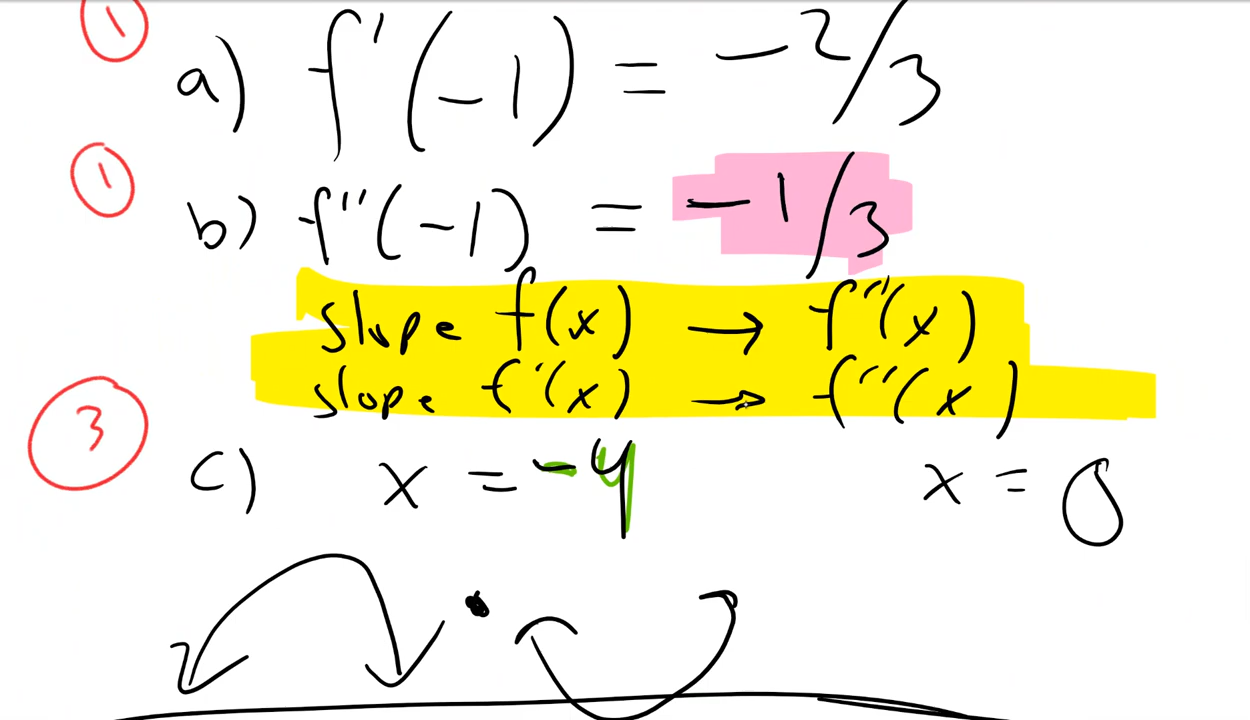 1
a) f'(-1) = -2/3
1
b) f''(-1) = -1/3
slope f(x) → f''(x)
slope f'(x) → f''(x)
3
c) x = -4 x = 0